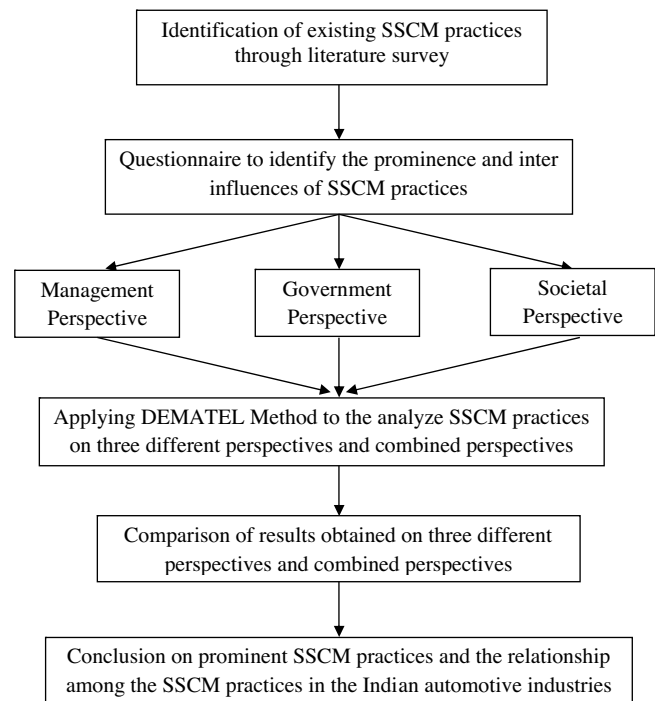 Identification of existing SSCM practices
through literature survey
Questionnaire to identify the prominence and inter
influences of SSCM practices
Management
Perspective
Government
Perspective
Societal
Perspective
Applying DEMATEL Method to the analyze SSCM practices
on three different perspectives and combined perspectives
Comparison of results obtained on three different
perspectives and combined perspectives
Conclusion on prominent SSCM practices and the relationship
among the SSCM practices in the Indian automotive industries